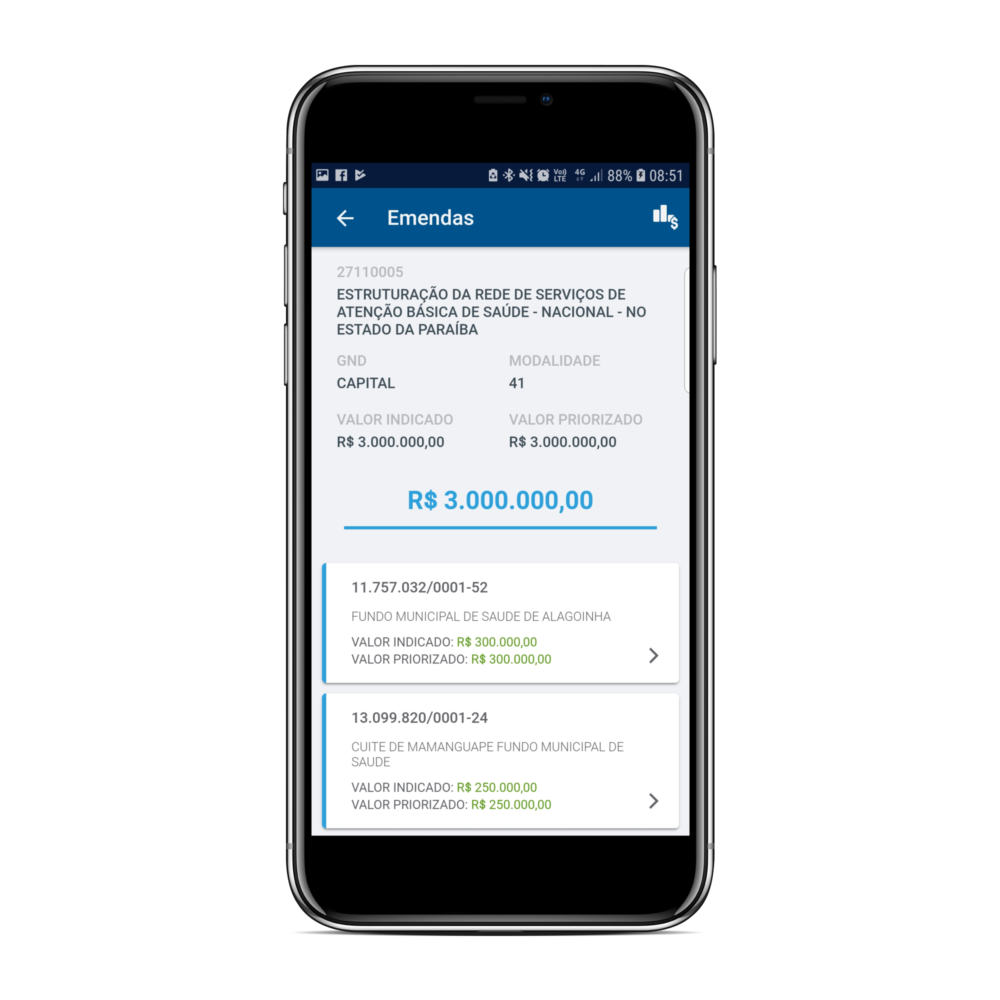 Vo)) LTE 4G 88% 08:51
Emendas
27110005
ESTRUTURAÇÃO DA REDE DE SERVIÇOS DE
ATENÇÃO BÁSICA DE SAÚDE - NACIONAL - NO
ESTADO DA PARAÍBA
GND MODALIDADE
CAPITAL 41
VALOR INDICADO VALOR PRIORIZADO
R$ 3.000.000,00 R$ 3.000.000,00
R$ 3.000.000,00
11.757.032/0001-52
FUNDO MUNICIPAL DE SAUDE DE ALAGOINHA
VALOR INDICADO: R$ 300.000,00
VALOR PRIORIZADO: R$ 300.000,00
13.099.820/0001-24
CUITE DE MAMANGUAPE FUNDO MUNICIPAL DE
SAUDE
VALOR INDICADO: R$ 250.000,00
VALOR PRIORIZADO: R$ 250.000,00